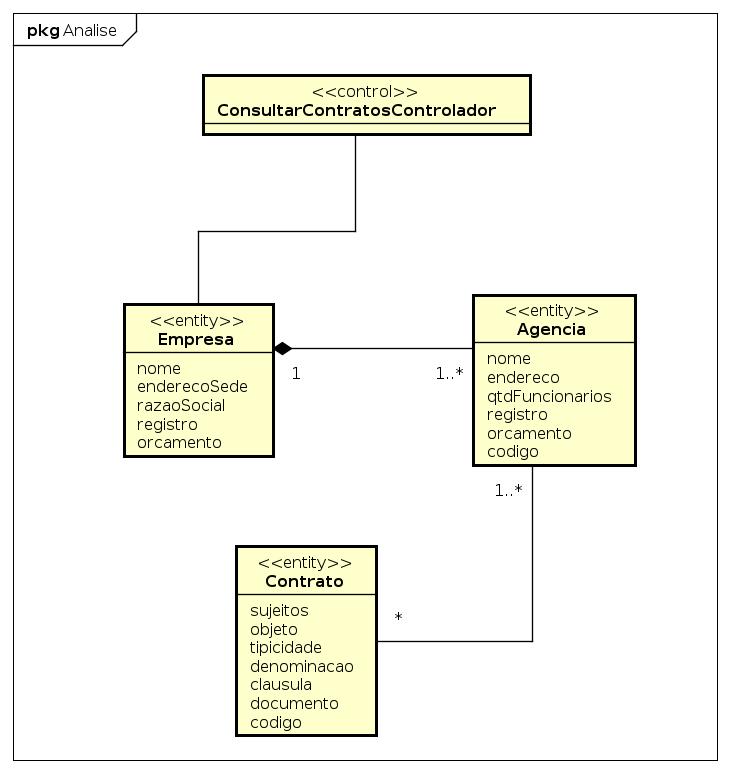 pkg Analise
<<control>>
ConsultarContratosControlador
<<entity>>
Empresa
nome
enderecoSede
razaoSocial
registro
orcamento
1
1..*
<<entity>>
Agencia
nome
endereco
qtdFuncionarios
registro
orcamento
codigo
1..*
*
<<entity>>
Contrato
sujeitos
objeto
tipicidade
denominacao
clausula
documento
codigo